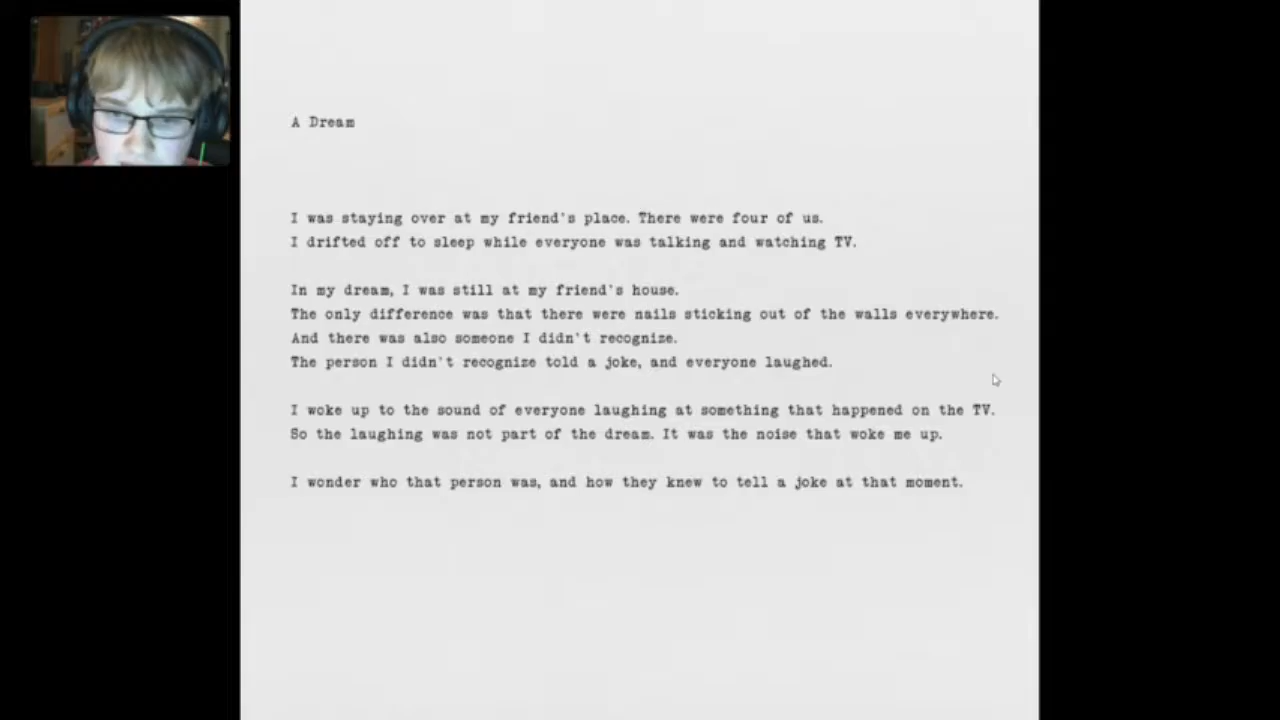 A Dream
I was staying over at my friend's place. There were four of us.
I drifted off to sleep while everyone was talking and watching TV.
In my dream, I was still at my friend's house.
The only difference was that there were nails sticking out of the walls everywhere.
And there was also someone I didn't recognize.
The person I didn't recognize told a joke, and everyone laughed.
I woke up to the sound of everyone laughing at something that happened on the TV.
So the laughing was not part of the dream. It was the noise that woke me up.
I wonder who that person was, and how they knew to tell a joke at that moment.